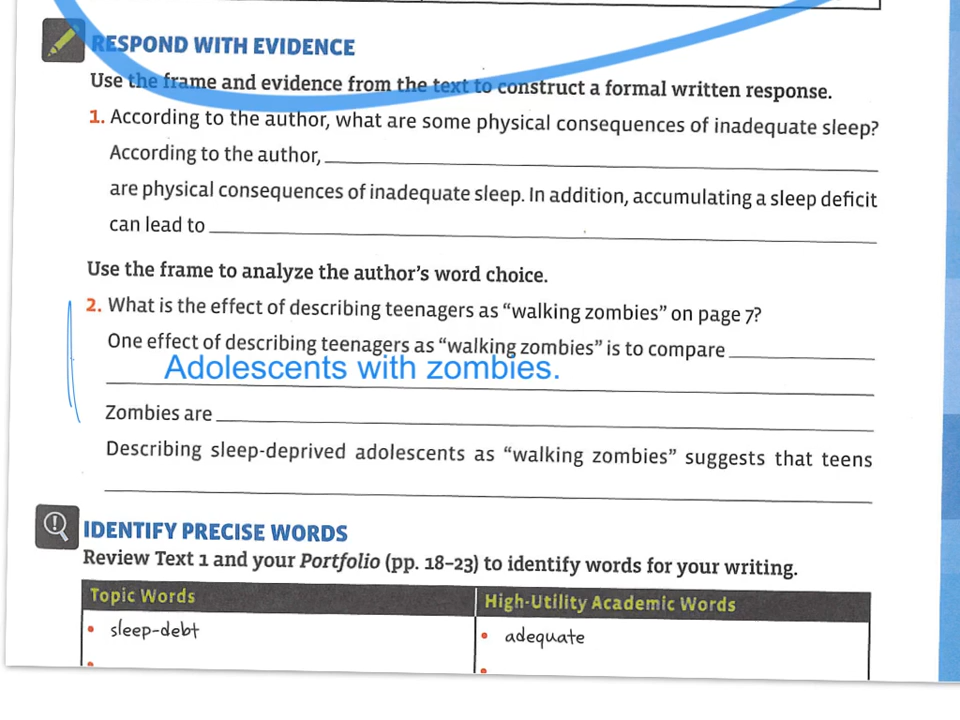 RESPOND WITH EVIDENCE
Use the frame and evidence from the text to construct a formal written response.
1. According to the author, what are some physical consequences of inadequate sleep?
According to the author,
are physical consequences of inadequate sleep. In addition, accumulating a sleep deficit
can lead to
Use the frame to analyze the author's word choice.
2. What is the effect of describing teenagers as "walking zombies" on page 7?
One effect of describing teenagers as "walking zombies" is to compare
Adolescents with zombies.
Zombies are
Describing sleep-deprived adolescents as "walking zombies" suggests that teens
IDENTIFY PRECISE WORDS
Review Text 1 and your Portfolio (pp. 18–23) to identify words for your writing.
Topic Words
High-Utility Academic Words
• sleep-debt
• adequate